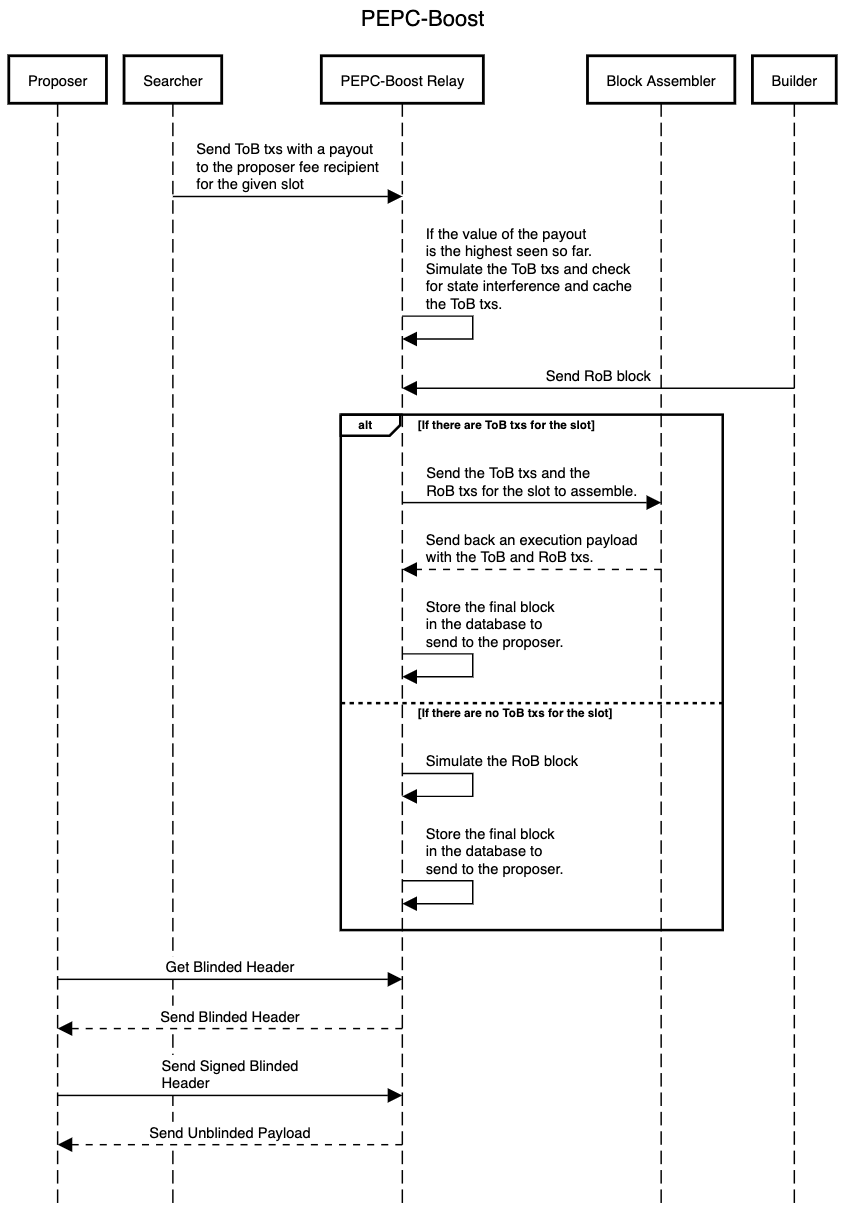 PEPC-Boost
Proposer
Searcher
PEPC-Boost Relay
Block Assembler
Builder
Send ToB txs with a payout
to the proposer fee recipient
for the given slot
If the value of the payout
is the highest seen so far.
Simulate the ToB txs and check
for state interference and cache
the ToB txs.
Send RoB block
alt
[If there are ToB txs for the slot]
Send the ToB txs and the
RoB txs for the slot to assemble.
Send back an execution payload
with the ToB and RoB txs.
Store the final block
in the database to
send to the proposer.
[If there are no ToB txs for the slot]
Simulate the RoB block
Store the final block
in the database to
send to the proposer.
Get Blinded Header
Send Blinded Header
Send Signed Blinded
Header
Send Unblinded Payload